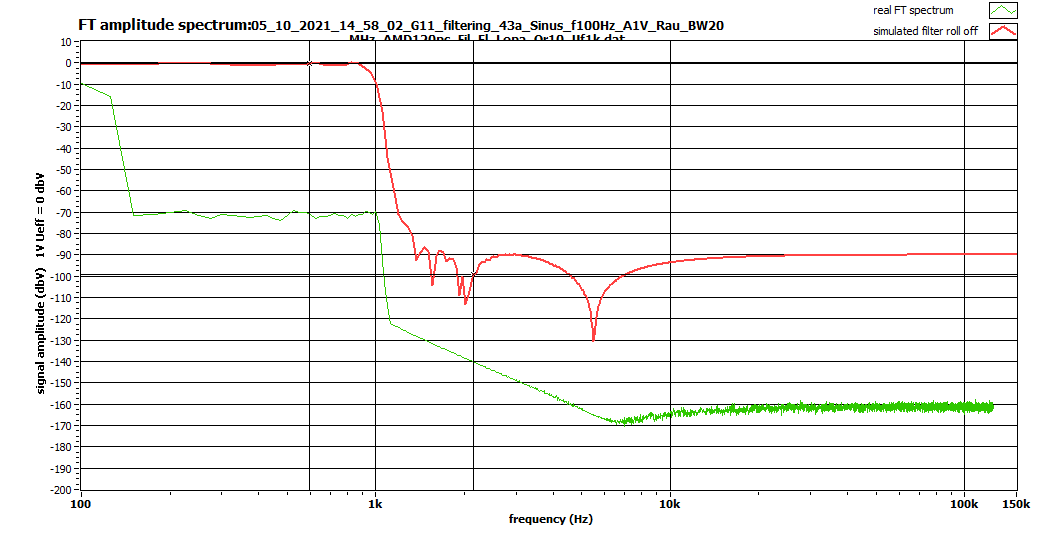 real FT spectrum
simulated filter roll off
FT amplitude spectrum:05_10_2021_14_58_02_G11_filtering_43a_Sinus_f100Hz_A1V_Rau_BW20
10
0
-10
-20
-30
-40
-50
-60
-70
-80
-90
-100
-110
-120
-130
-140
-150
-160
-170
-180
-190
-200
signal amplitude (dbV) 1V Ueff = 0 dbV
100
1k
10k
100k
150k
frequency (Hz)